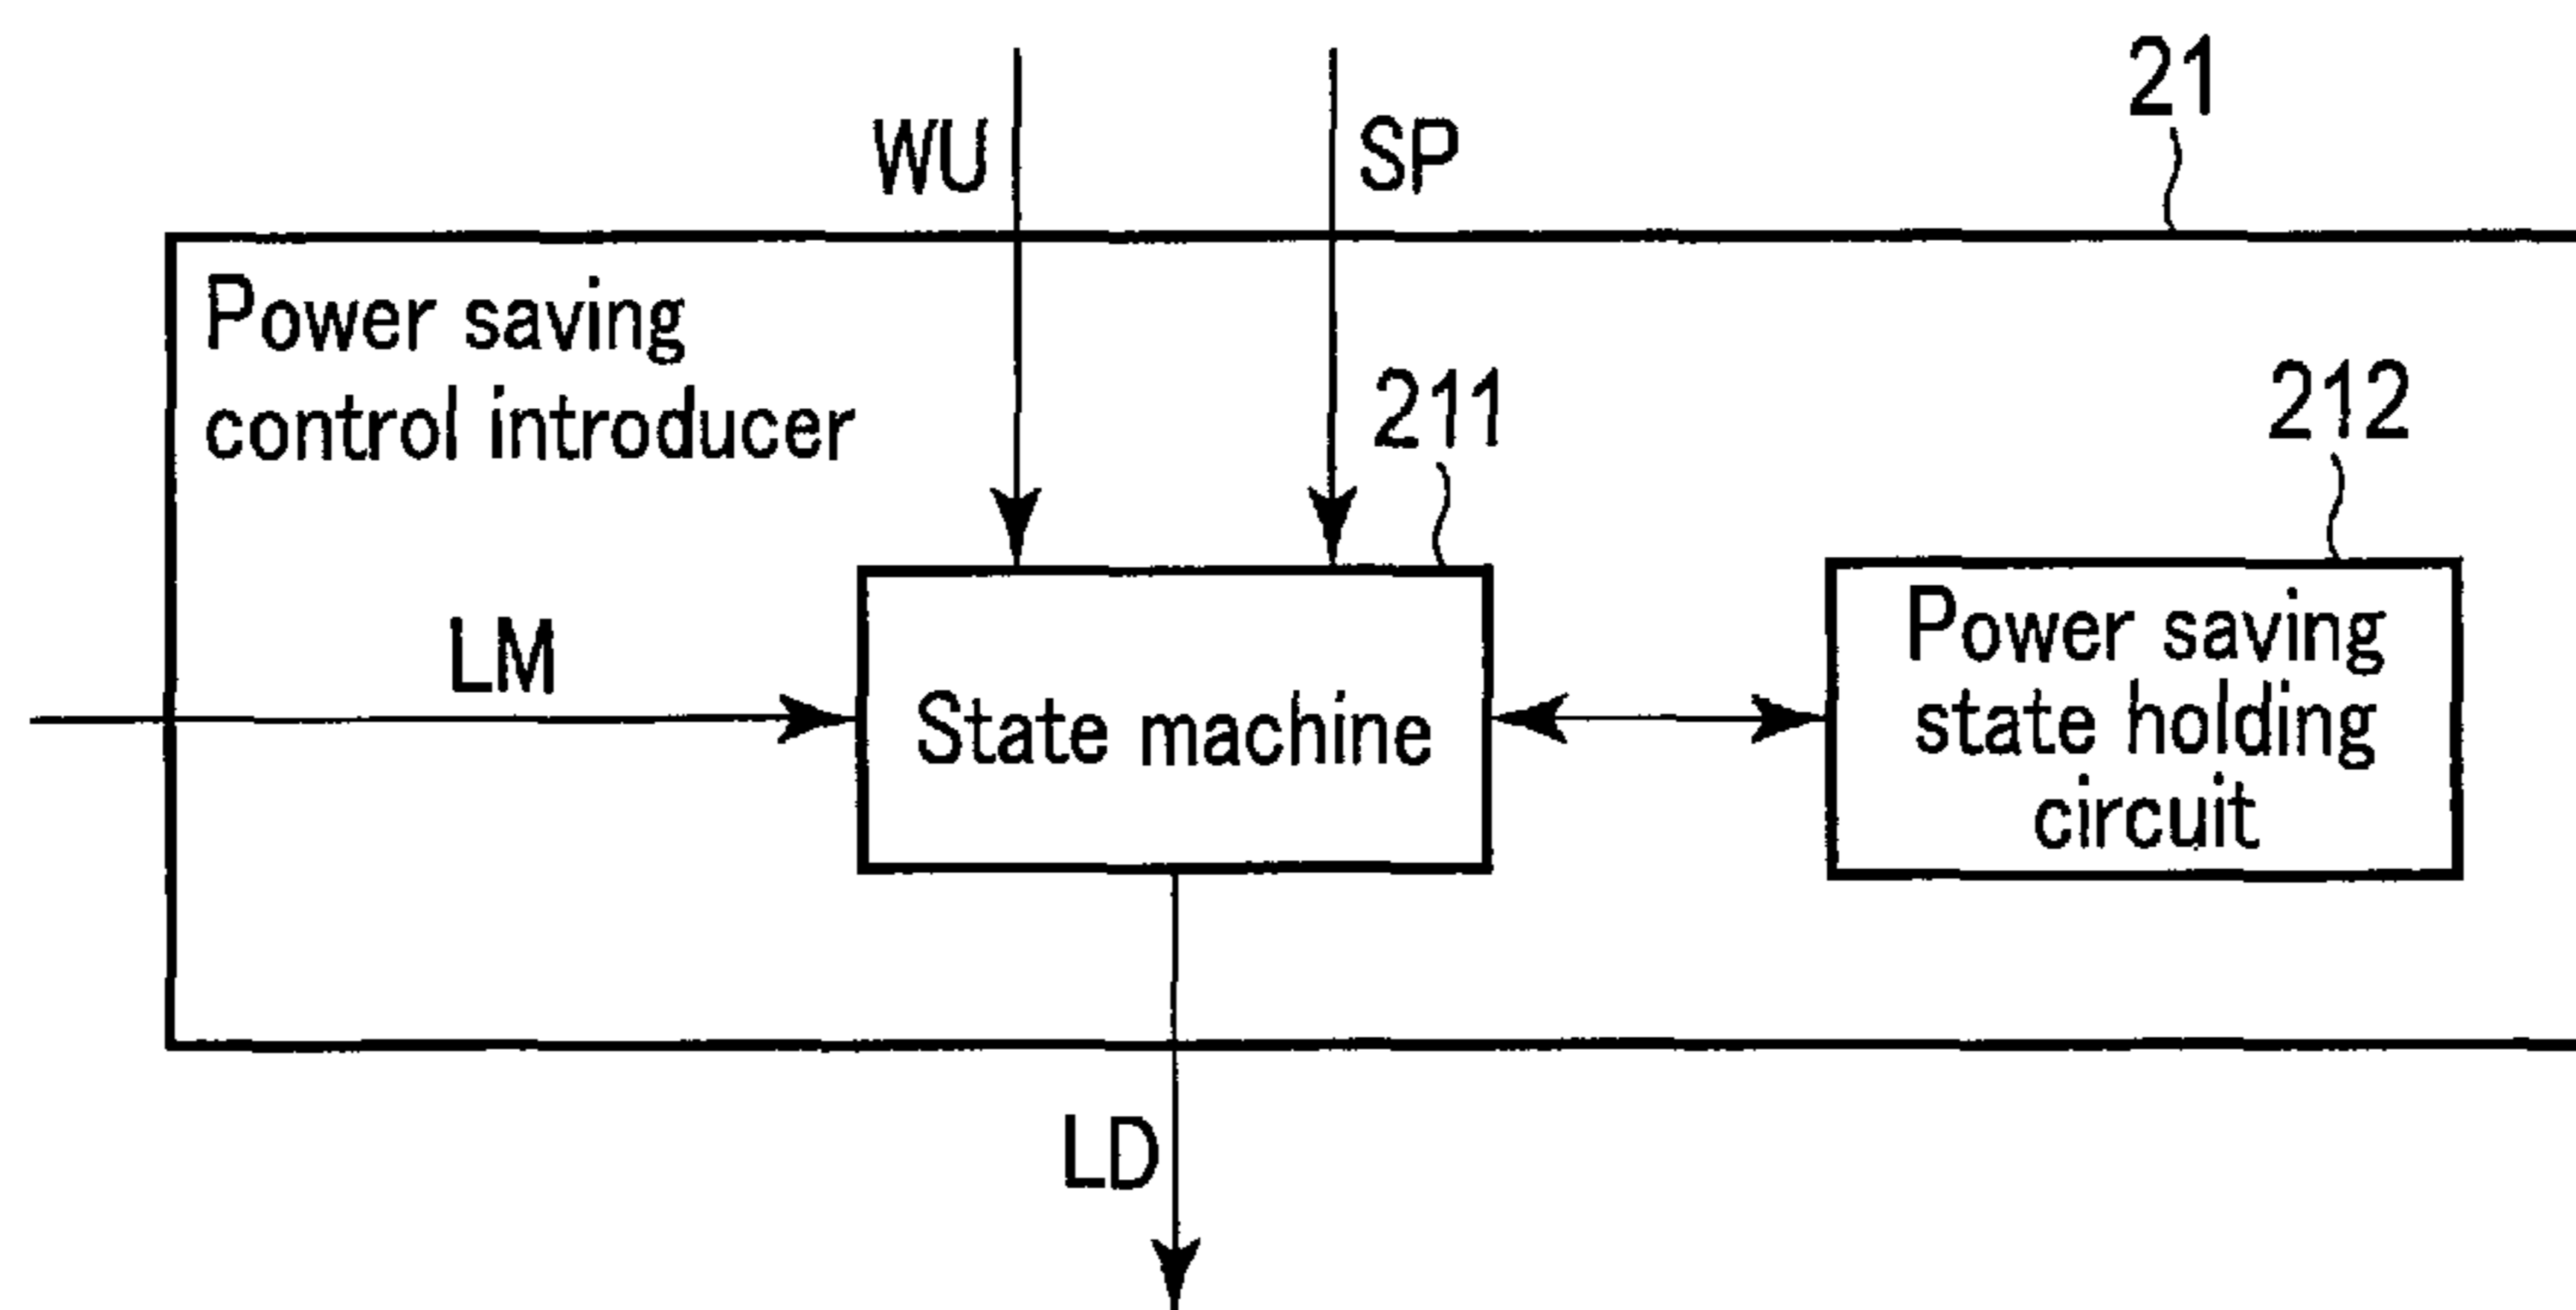 21
WU
SP
Power saving
control introducer
211
212
LM
State machine
Power saving
state holding
circuit
LD